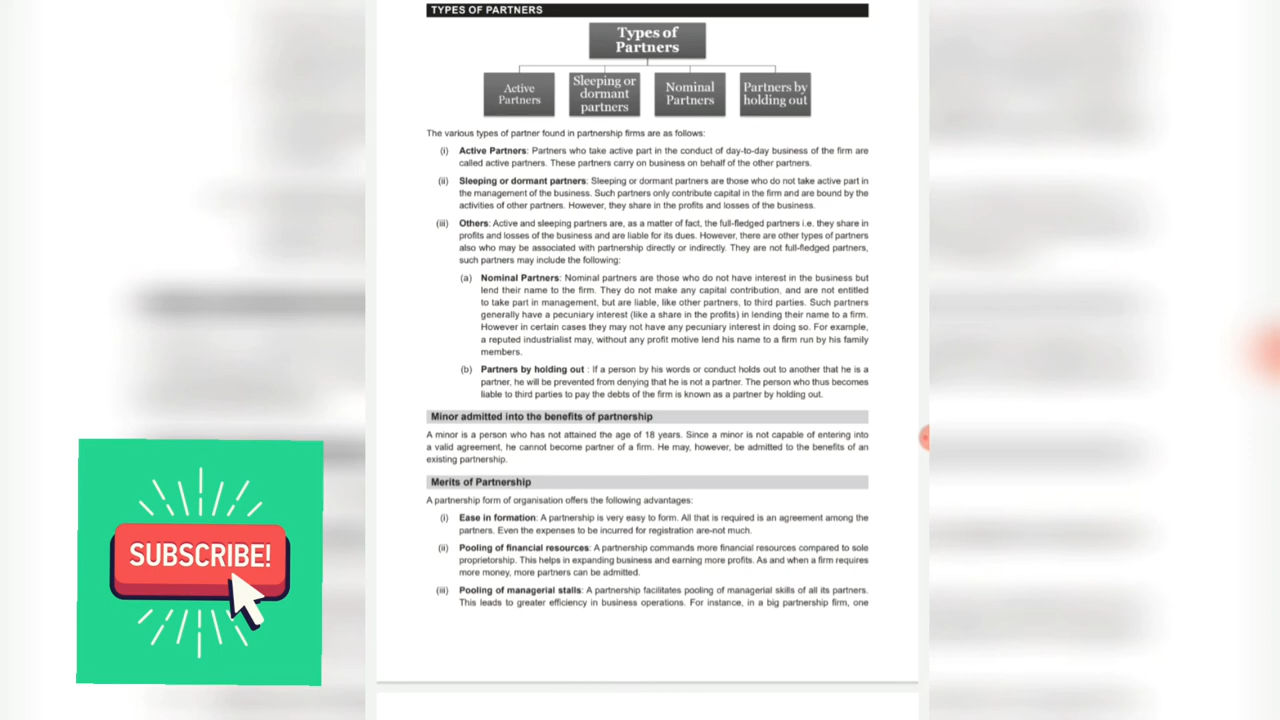 TYPES OF PARTNERS
Types of
Partners
Active
Partners
Sleeping or
dormant
partners
Nominal
Partners
Partners by
holding out
The various types of partner found in partnership firms are as follows:
(i) Active Partners: Partners who take active part in the conduct of day-to-day business of the firm are
called active partners. These partners carry on business on behalf of the other partners.
(ii) Sleeping or dormant partners: Sleeping or dormant partners are those who do not take active part in
the management of the business. Such partners only contribute capital in the firm and are bound by the
activities of other partners. However, they share in the profits and losses of the business.
(iii) Others: Active and sleeping partners are, as a matter of fact, the full-fledged partners i.e. they share in
profits and losses of the business and are liable for its dues. However, there are other types of partners
also who may be associated with partnership directly or indirectly. They are not full-fledged partners,
such partners may include the following:
(a) Nominal Partners: Nominal partners are those who do not have interest in the business but
lend their name to the firm. They do not make any capital contribution, and are not entitled
to take part in management, but are liable, like other partners, to third parties. Such partners
generally have a pecuniary interest (like a share in the profits) in lending their name to a firm.
However in certain cases they may not have any pecuniary interest in doing so. For example,
a reputed industrialist may, without any profit motive lend his name to a firm run by his family
members.
(b) Partners by holding out : If a person by his words or conduct holds out to another that he is a
partner, he will be prevented from denying that he is not a partner. The person who thus becomes
liable to third parties to pay the debts of the firm is known as a partner by holding out.
Minor admitted into the benefits of partnership
A minor is a person who has not attained the age of 18 years. Since a minor is not capable of entering into
a valid agreement, he cannot become partner of a firm. He may, however, be admitted to the benefits of an
existing partnership.
Merits of Partnership
A partnership form of organisation offers the following advantages:
(i) Ease in formation: A partnership is very easy to form. All that is required is an agreement among the
partners. Even the expenses to be incurred for registration are-not much.
(ii) Pooling of financial resources: A partnership commands more financial resources compared to sole
proprietorship. This helps in expanding business and earning more profits. As and when a firm requires
more money, more partners can be admitted.
(iii) Pooling of managerial stalls: A partnership facilitates pooling of managerial skills of all its partners.
This leads to greater efficiency in business operations. For instance, in a big partnership firm, one
SUBSCRIBE!